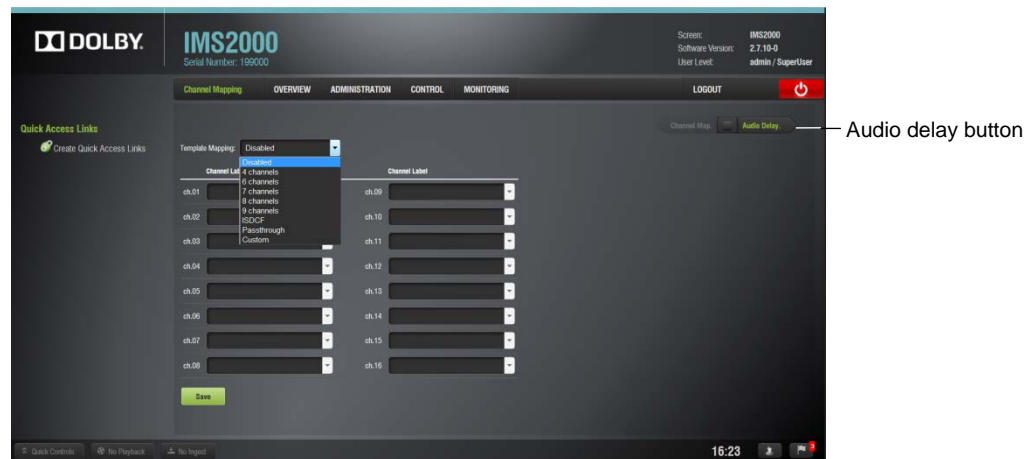 DOLBY.
IMS2000
Serial Number: 199000
Screen: IMS2000
Software Version: 2.7.10-0
User Level: admin / SuperUser
Channel Mapping OVERVIEW ADMINISTRATION CONTROL MONITORING LOGOUT
Quick Access Links
Create Quick Access Links
Channel Map. Audio Delay.
Audio delay button
Template Mapping: Disabled
Disabled
4 channels
6 channels
7 channels
8 channels
9 channels
ISDCF
Passthrough
Custom
Channel Lab Channel Label
ch.01 ch.09
ch.02 ch.10
ch.03 ch.11
ch.04 ch.12
ch.05 ch.13
ch.06 ch.14
ch.07 ch.15
ch.08 ch.16
Save
Quick Controls No Playback No Ingest 16:23 3